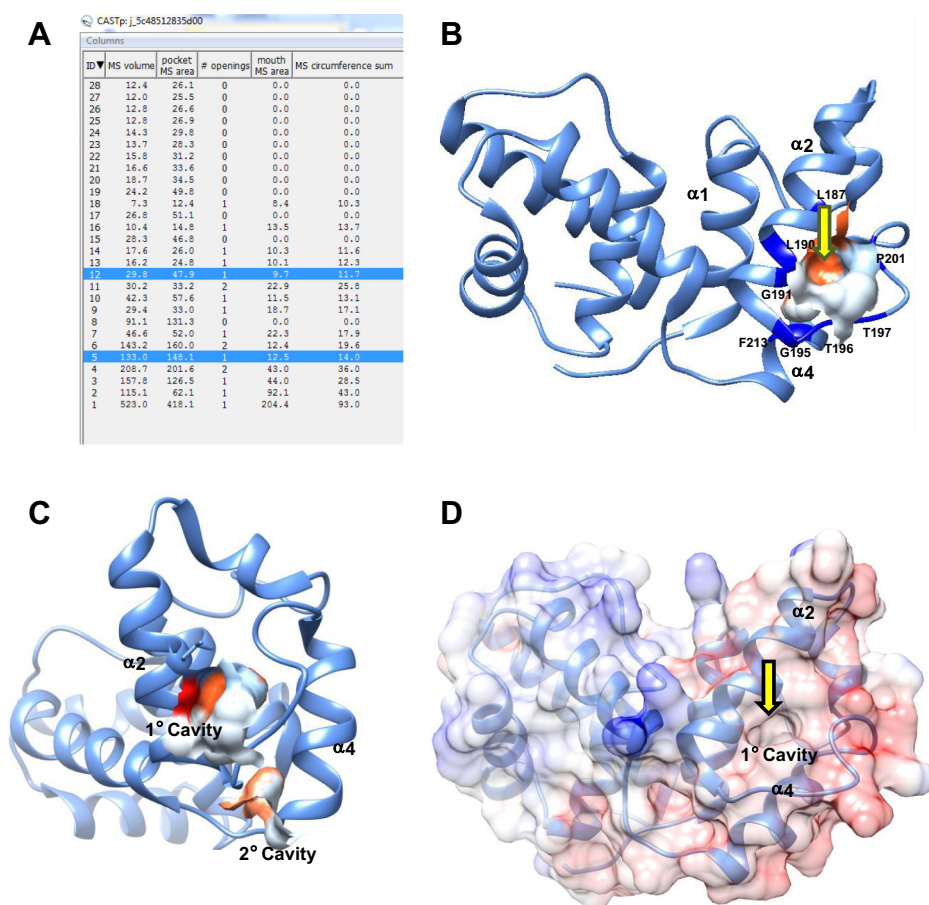 A
CASTp: j_5c48512835d00
Columns
ID▼ MS volume pocket MS area # openings mouth MS area MS circumference sum
28 12.4 26.1 0 0.0 0.0
27 12.0 25.5 0 0.0 0.0
26 12.8 26.6 0 0.0 0.0
25 12.8 26.9 0 0.0 0.0
24 14.3 29.8 0 0.0 0.0
23 13.7 28.3 0 0.0 0.0
22 15.8 31.2 0 0.0 0.0
21 16.6 33.6 0 0.0 0.0
20 18.7 34.5 0 0.0 0.0
19 24.2 49.8 0 0.0 0.0
18 7.3 12.4 1 8.4 10.3
17 26.8 51.1 0 0.0 0.0
16 10.4 14.8 1 13.5 13.7
15 28.3 46.8 0 0.0 0.0
14 17.6 26.0 1 10.3 11.6
13 16.2 24.8 1 10.1 12.3
12 29.8 47.9 1 9.7 11.7
11 30.2 33.2 2 22.9 25.8
10 42.3 57.6 1 11.5 13.1
9 29.4 33.0 1 18.7 17.1
8 91.1 131.3 0 0.0 0.0
7 46.6 52.0 1 22.3 17.9
6 143.2 160.0 2 12.4 19.6
5 133.0 148.1 1 12.5 14.0
4 208.7 201.6 2 43.0 36.0
3 157.8 126.5 1 44.0 28.5
2 115.1 62.1 1 92.1 43.0
1 523.0 418.1 1 204.4 93.0
B
α2
α1
L187
L190
P201
G191
T197
F213
G195
T196
α4
C
α2
1° Cavity
α4
2° Cavity
D
α2
1° Cavity
α4